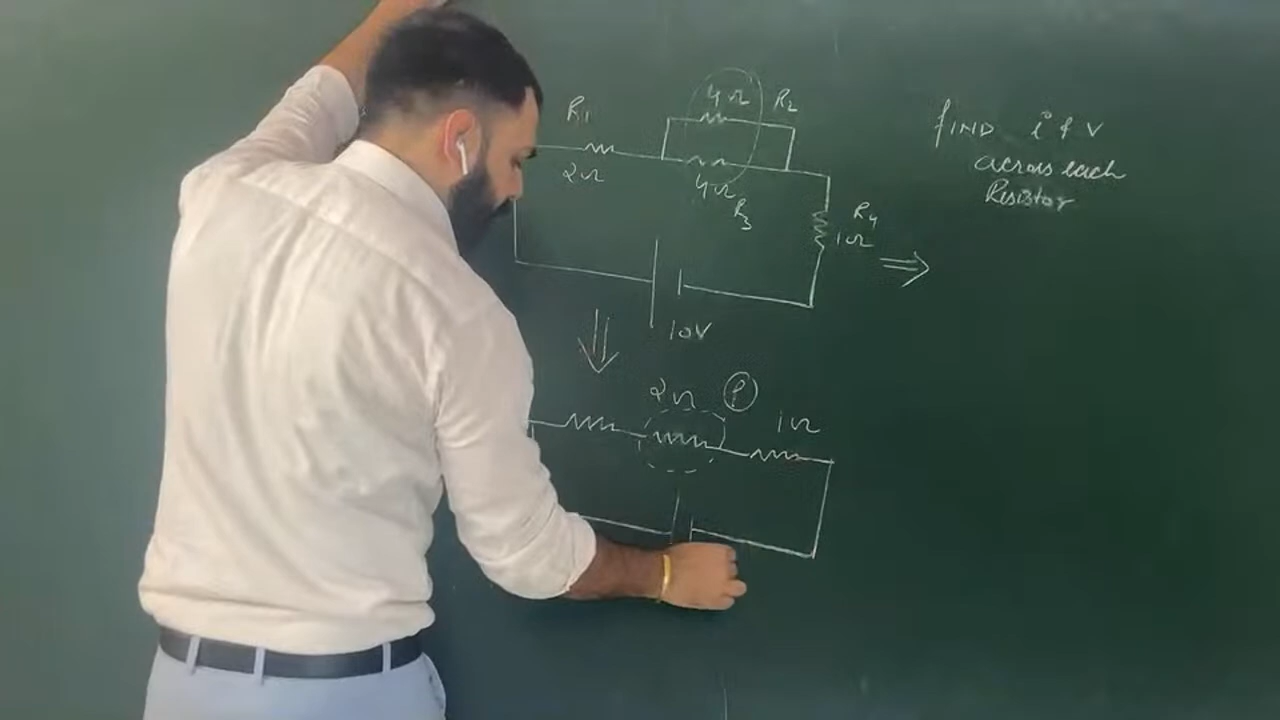 R1
2Ω
4Ω
R2
4Ω
R3
R4
1Ω
10V
FIND i & V
across each
Resistor
2Ω
P
1Ω